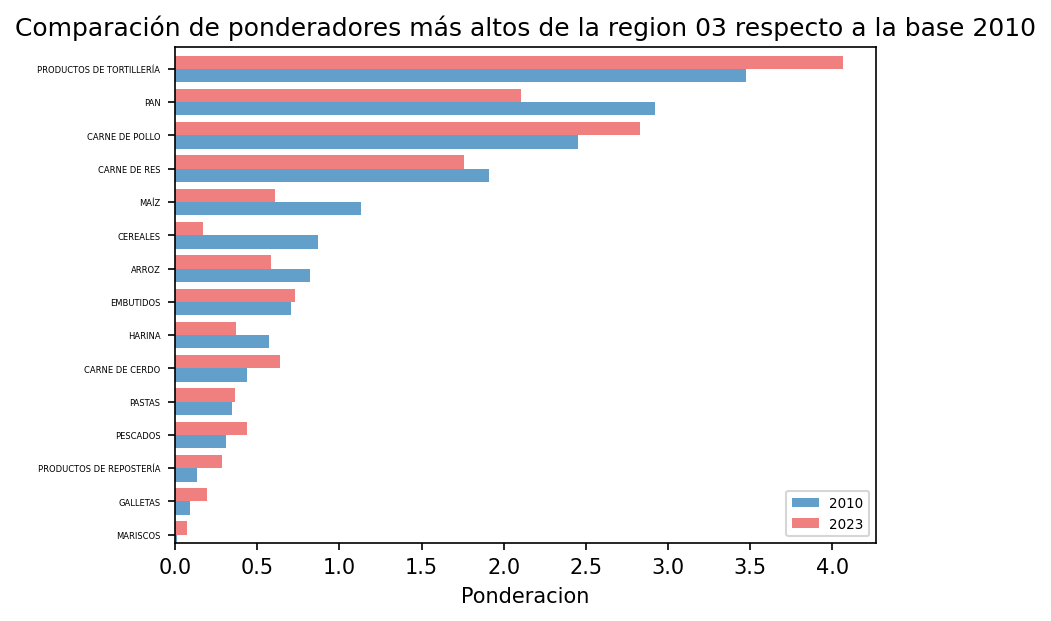 Comparación de ponderadores más altos de la region 03 respecto a la base 2010
PRODUCTOS DE TORTILLERÍA
PAN
CARNE DE POLLO
CARNE DE RES
MAÍZ
CEREALES
ARROZ
EMBUTIDOS
HARINA
CARNE DE CERDO
PASTAS
PESCADOS
PRODUCTOS DE REPOSTERÍA
GALLETAS
MARISCOS
2010
2023
0.0 0.5 1.0 1.5 2.0 2.5 3.0 3.5 4.0
Ponderacion